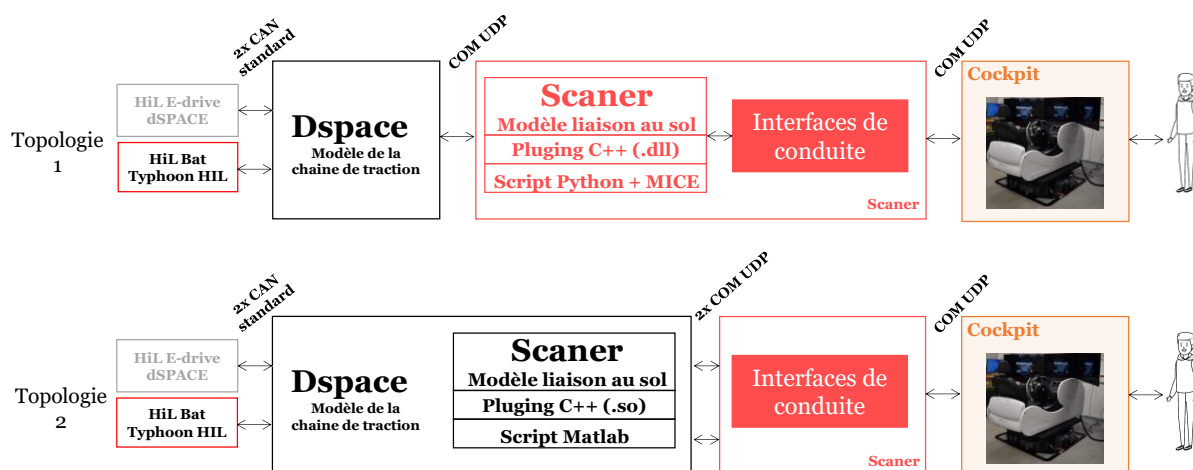 2x CAN
standard
COM UDP
COM UDP
Topologie
1
HiL E-drive
dSPACE
HiL Bat
Typhoon HIL
Dspace
Modèle de la
chaine de traction
Scaner
Modèle liaison au sol
Pluging C++ (.dll)
Script Python + MICE
Interfaces de
conduite
Scaner
Cockpit
2x CAN
standard
2x COM UDP
COM UDP
Topologie
2
HiL E-drive
dSPACE
HiL Bat
Typhoon HIL
Dspace
Modèle de la
chaine de traction
Scaner
Modèle liaison au sol
Pluging C++ (.so)
Script Matlab
Interfaces de
conduite
Scaner
Cockpit